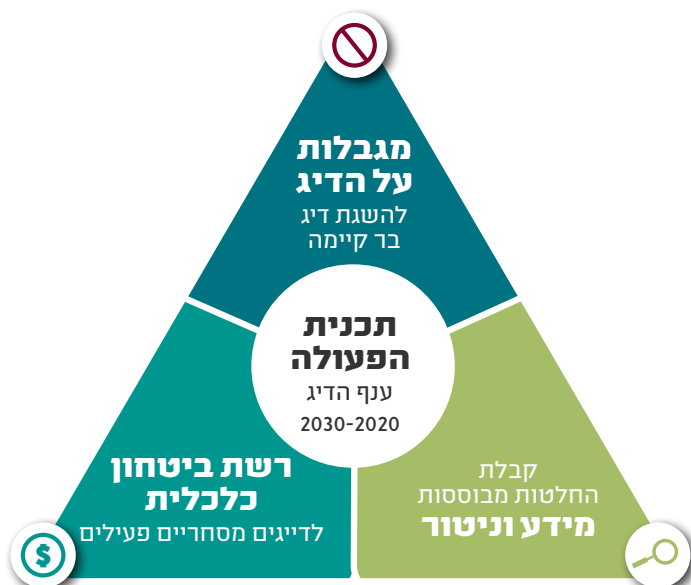 מגבלות
על הדיג
להשגת דיג
בר קיימה
תכנית
הפעולה
ענף הדיג
2030-2020
קבלת
החלטות מבוססות
מידע וניטור
רשת ביטחון
כלכלית
לדייגים מסחריים פעילים
$